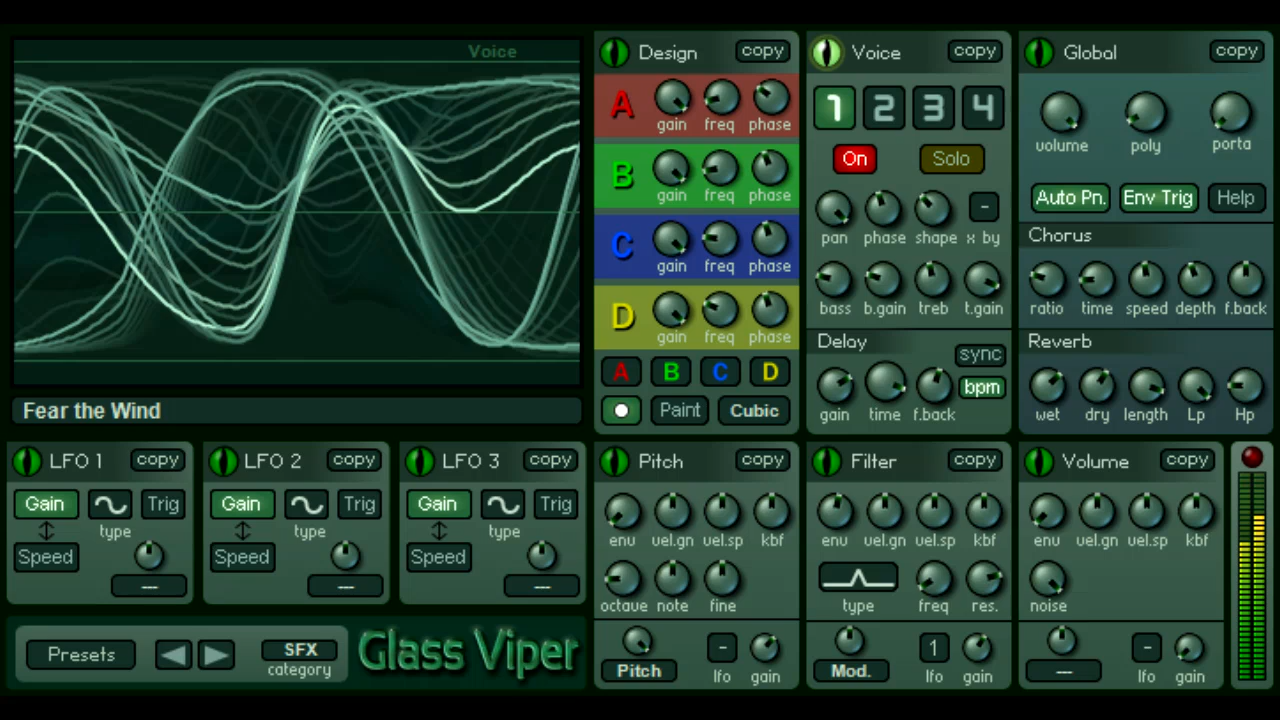 Voice
Fear the Wind
Design copy
A gain freq phase
B gain freq phase
C gain freq phase
D gain freq phase
A B C D
Paint Cubic
Voice copy
1 2 3 4
On Solo
pan phase shape x by
-
bass b.gain treb t.gain
Delay sync
bpm
gain time f.back
Global copy
volume poly porta
Auto Pn. Env Trig Help
Chorus
ratio time speed depth f.back
Reverb
wet dry length Lp Hp
LFO 1 copy
Gain Trig
type
Speed
---
LFO 2 copy
Gain Trig
type
Speed
---
LFO 3 copy
Gain Trig
type
Speed
---
Presets SFX
category
Glass Viper
Pitch copy
env vel.gn vel.sp kbf
octave note fine
Pitch - lfo gain
Filter copy
env vel.gn vel.sp kbf
type freq res.
Mod. 1 lfo gain
Volume copy
env vel.gn vel.sp kbf
noise
--- - lfo gain